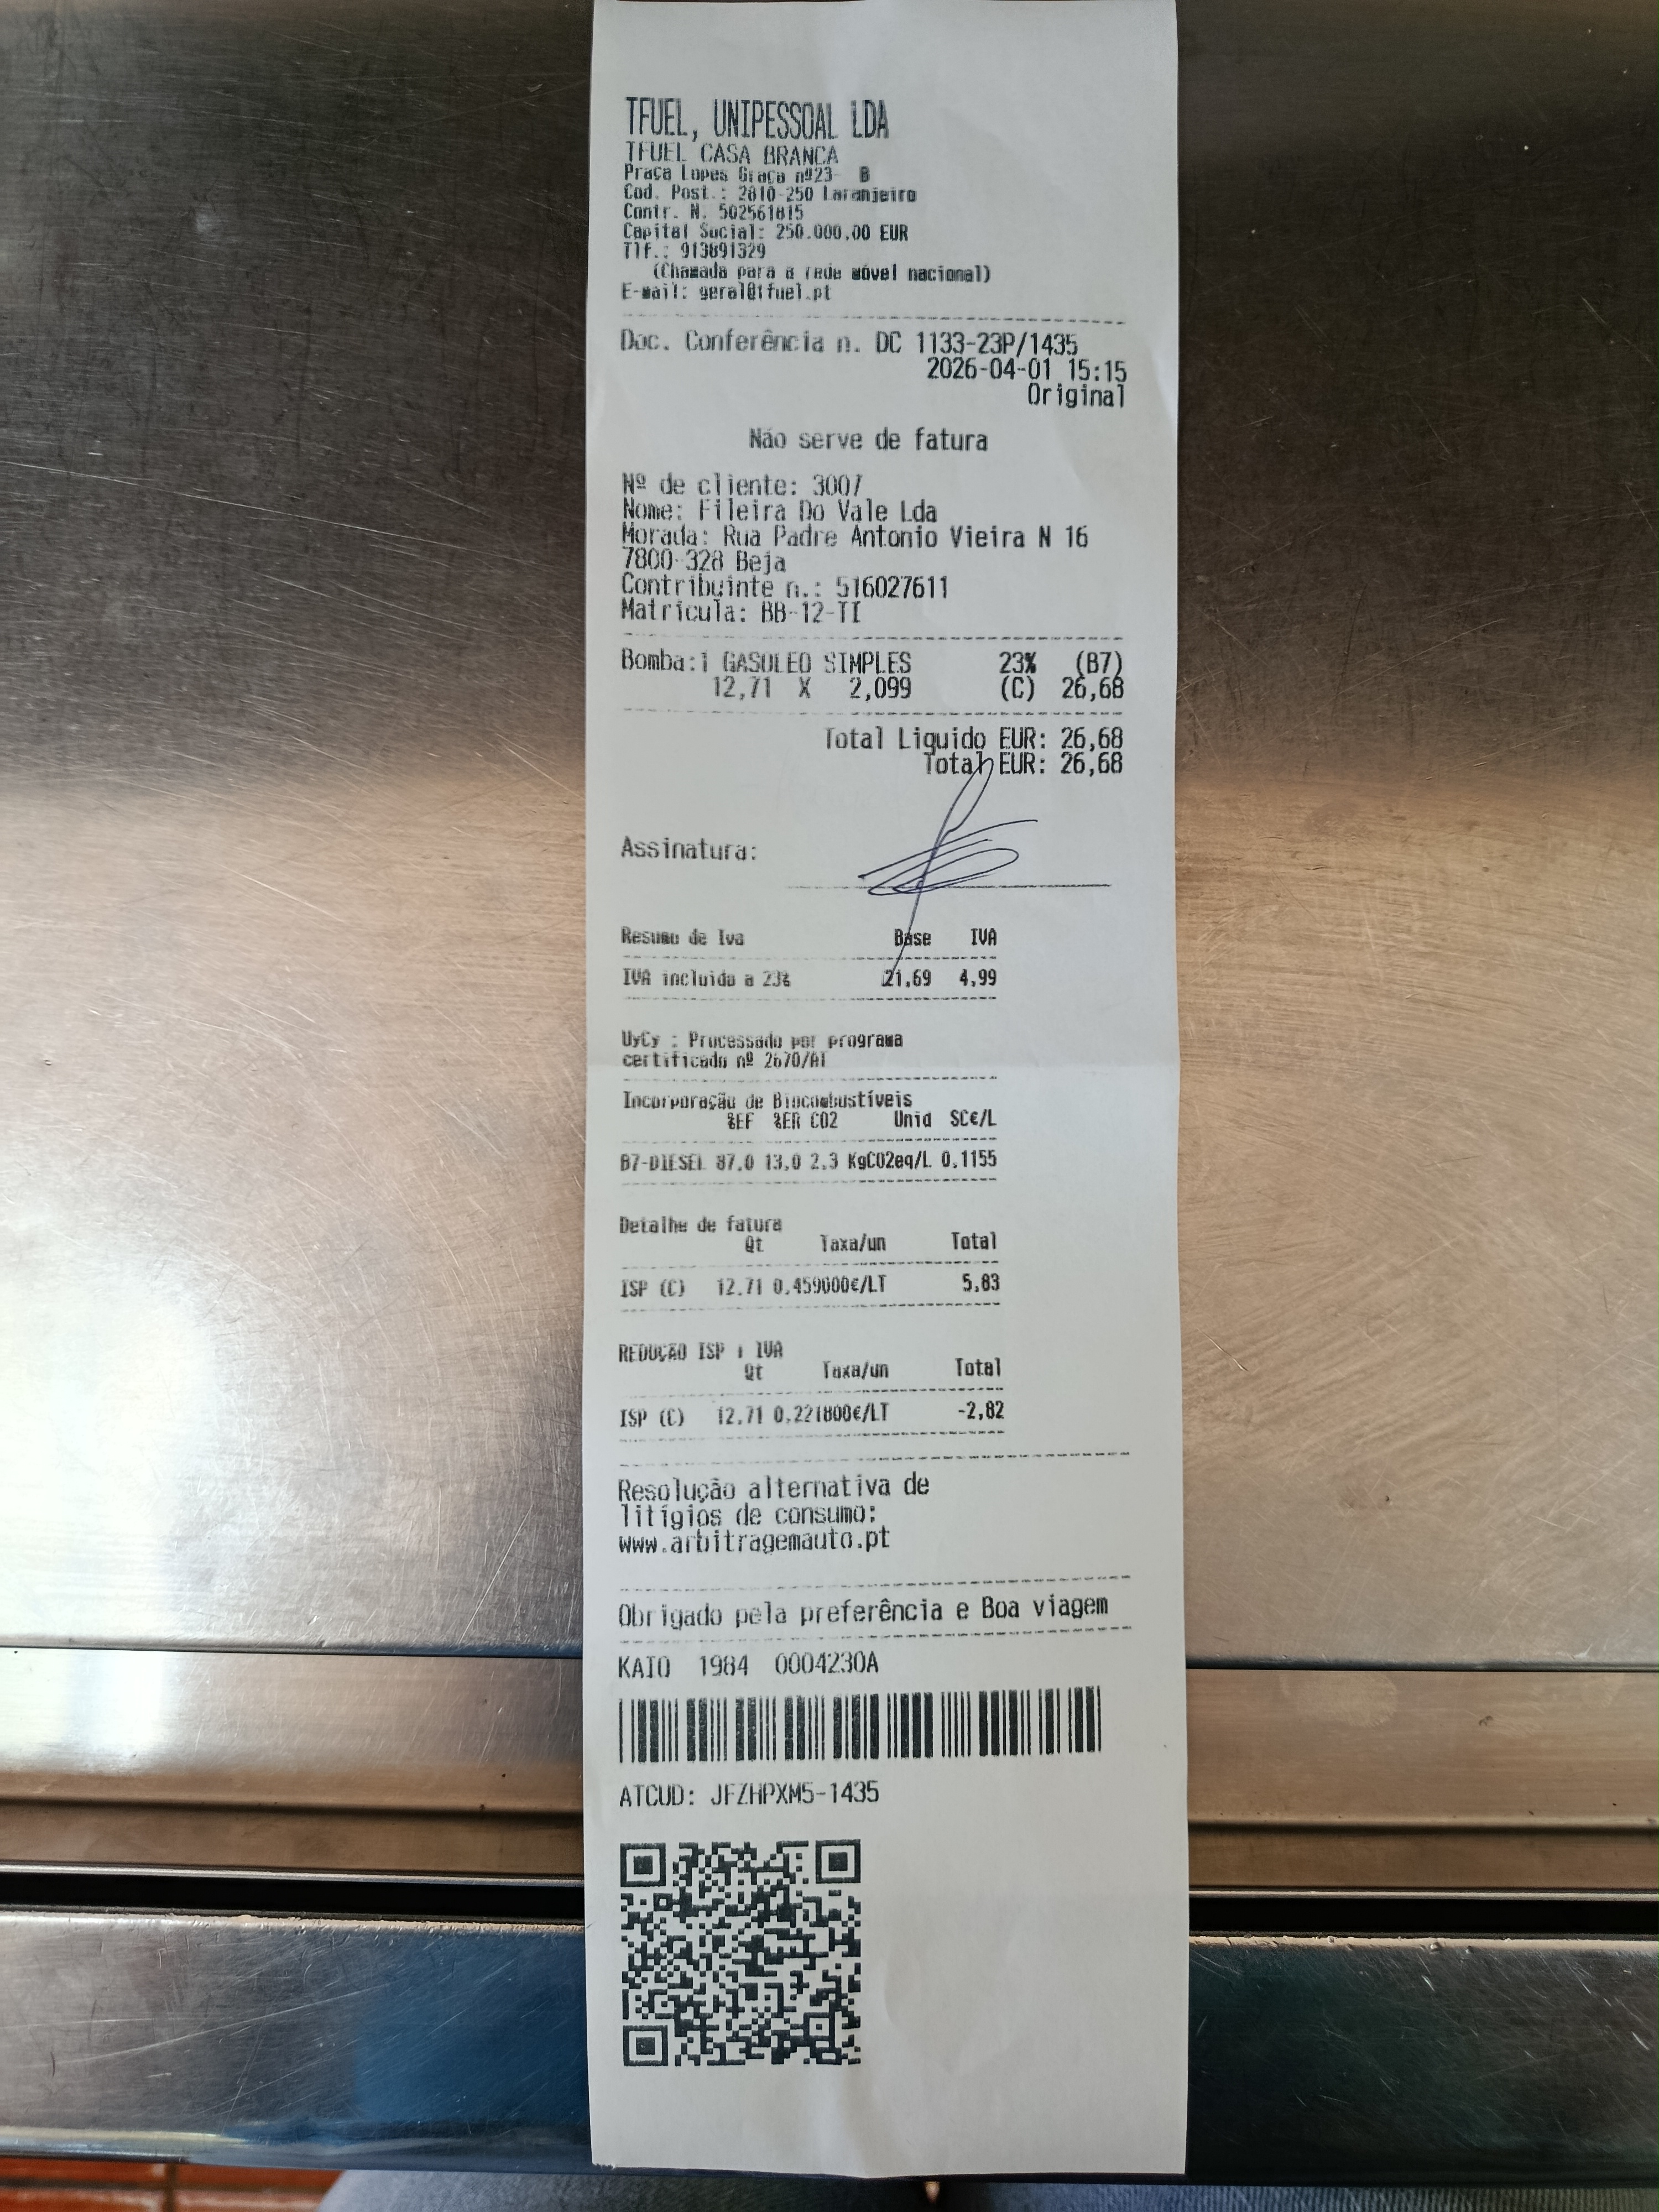 TFUEL, UNIPESSOAL LDA
TFUEL CASA BRANCA
Praça Lopes Graça nº23- B
Cod. Post.: 2810-250 Laranjeiro
Contr. N. 502561815
Capital Social: 250.000,00 EUR
Tlf.: 913891329
(Chamada para a rede móvel nacional)
E-mail: geral@tfuel.pt
Doc. Conferência n. DC 1133-23P/1435
2026-04-01 15:15
Original
Não serve de fatura
Nº de cliente: 3007
Nome: Fileira Do Vale Lda
Morada: Rua Padre Antonio Vieira N 16
7800-328 Beja
Contribuinte n.: 516027611
Matricula: BB-12-TI
Bomba:1 GASOLEO SIMPLES 23% (B7)
12,71 X 2,099 (C) 26,68
Total Liquido EUR: 26,68
Total EUR: 26,68
Assinatura:
Resumo de Iva Base IVA
IVA incluido a 23% 21,69 4,99
UyCy : Processado por programa
certificado nº 2670/AT
Incorporação de Biocombustíveis
%EF %ER CO2 Unid SC€/L
B7-DIESEL 87.0 13,0 2.3 KgCO2eq/L 0,1155
Detalhe de fatura
Qt Taxa/un Total
ISP (C) 12.71 0,459000€/LT 5,83
REDUÇÃO ISP + IVA
Qt Taxa/un Total
ISP (C) 12.71 0,221800€/LT -2,82
Resolução alternativa de
litígios de consumo:
www.arbitragemauto.pt
Obrigado pela preferência e Boa viagem
KAIO 1984 0004230A
ATCUD: JFZHPXM5-1435